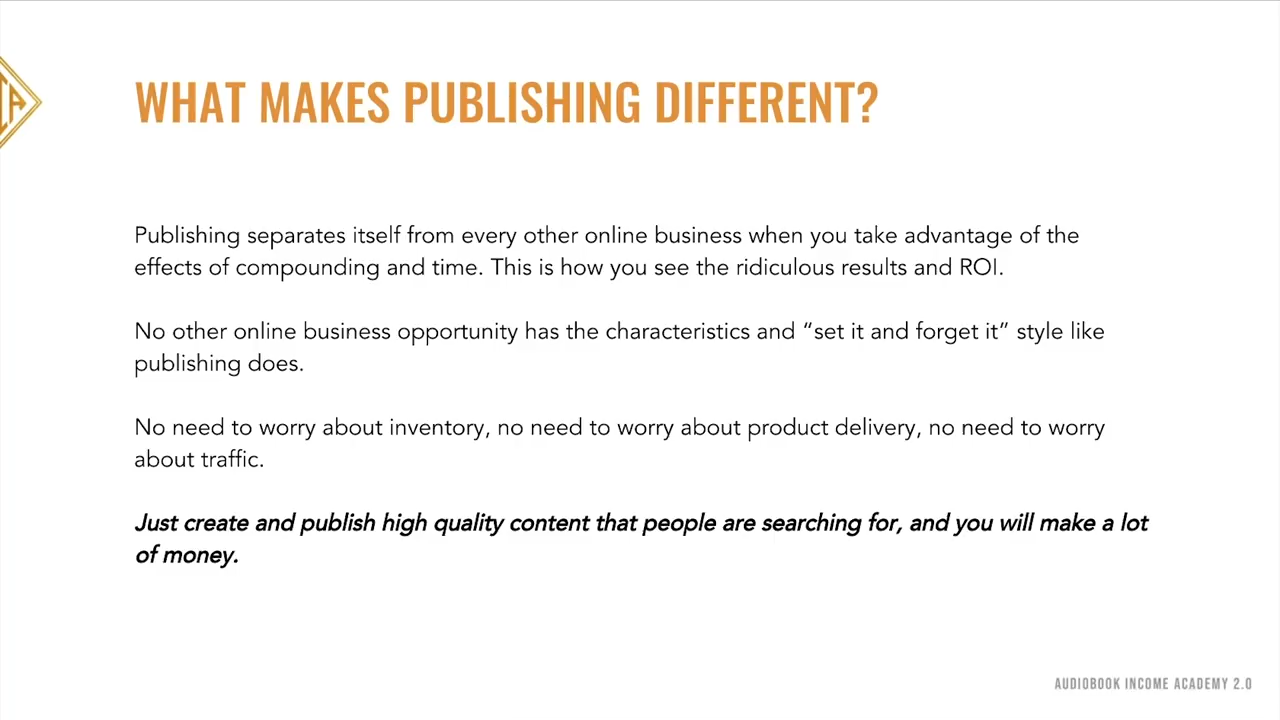 WHAT MAKES PUBLISHING DIFFERENT?
Publishing separates itself from every other online business when you take advantage of the
effects of compounding and time. This is how you see the ridiculous results and ROI.
No other online business opportunity has the characteristics and “set it and forget it” style like
publishing does.
No need to worry about inventory, no need to worry about product delivery, no need to worry
about traffic.
Just create and publish high quality content that people are searching for, and you will make a lot
of money.
AUDIOBOOK INCOME ACADEMY 2.0